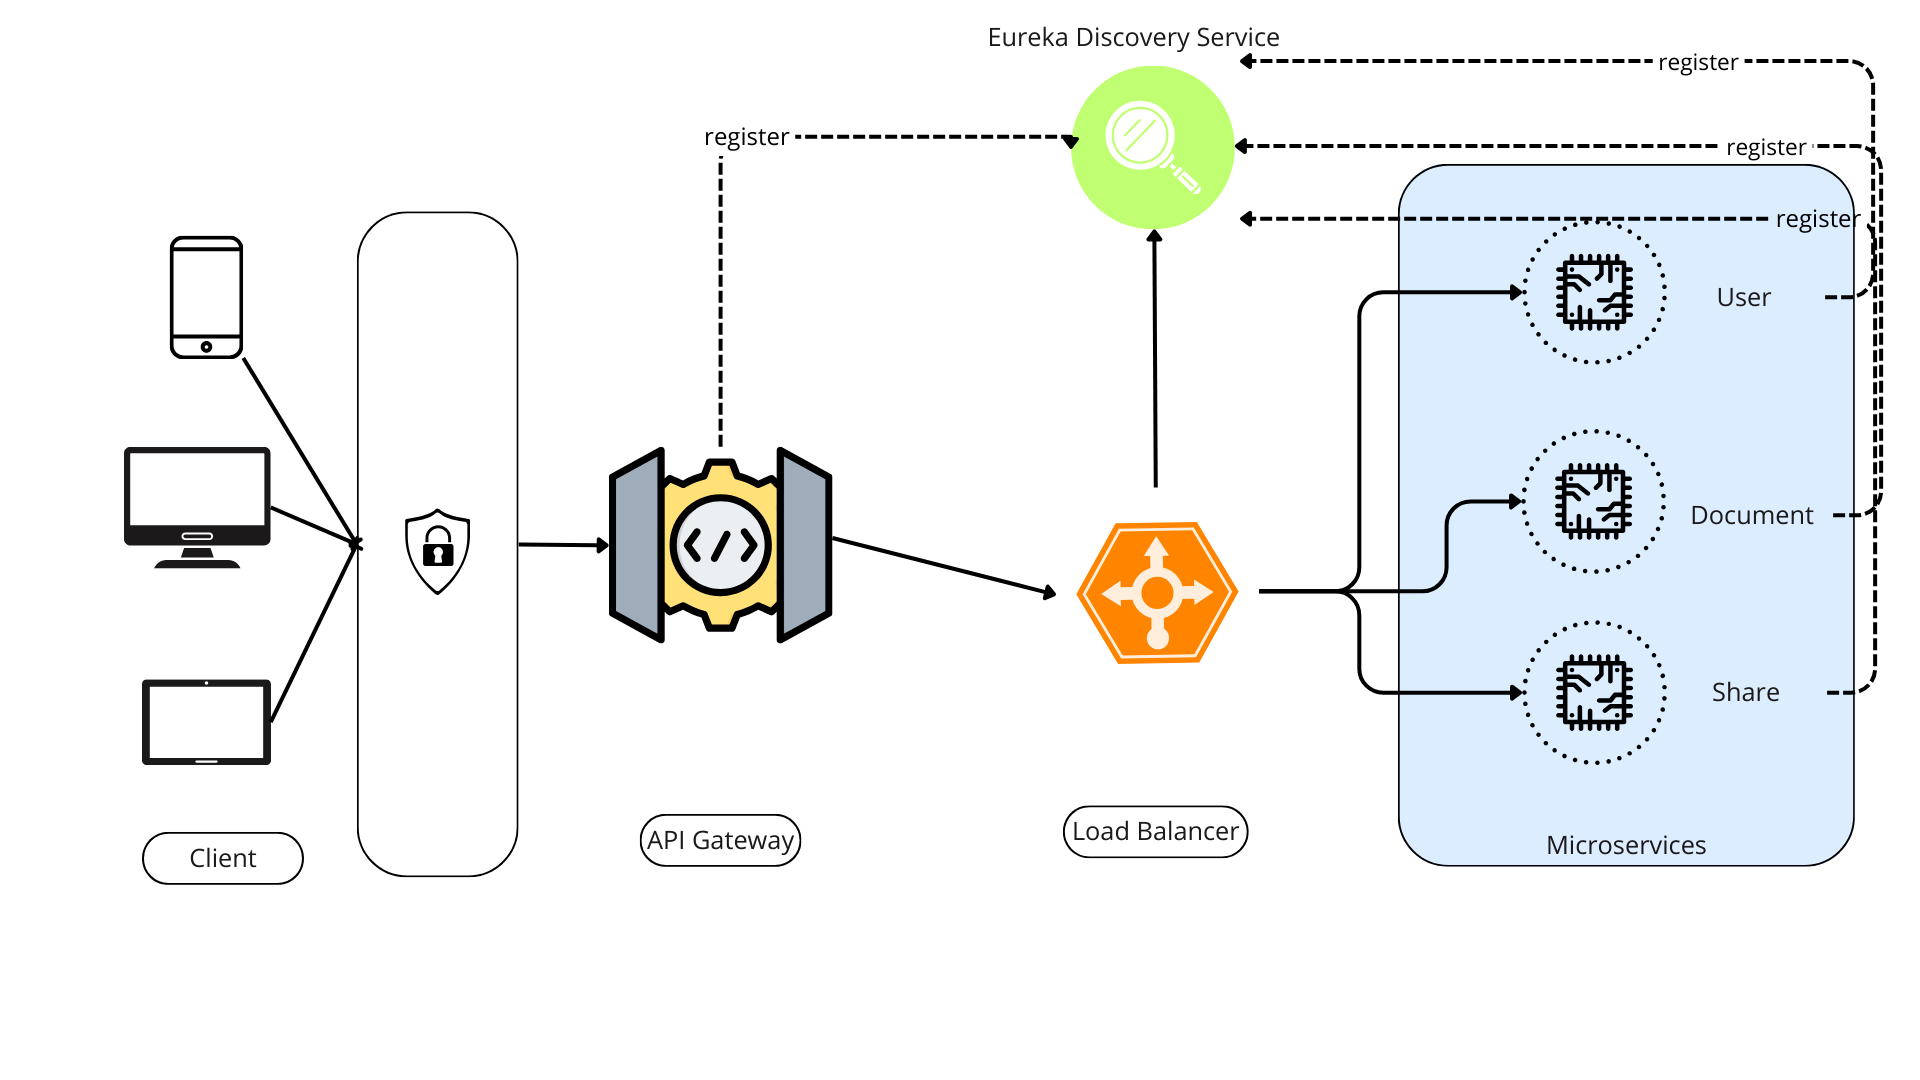 Eureka Discovery Service
register
register
register
register
User
Document
Share
Microservices
Load Balancer
API Gateway
Client